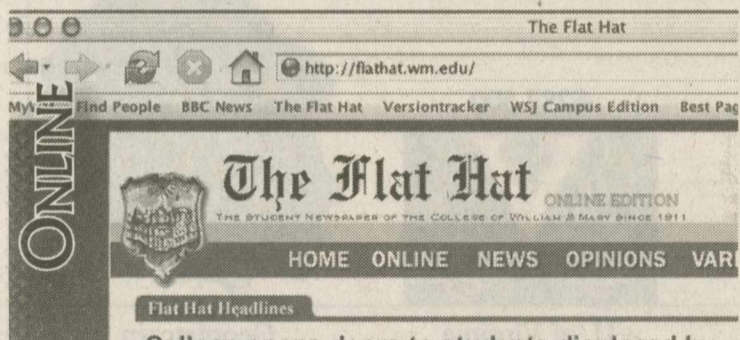 The Flat Hat
http://flathat.wm.edu/
Find People BBC News The Flat Hat Versiontracker WSJ Campus Edition
ONLINE
The Flat Hat ONLINE EDITION
THE STUDENT NEWSPAPER OF THE COLLEGE OF WILLIAM & MARY SINCE 1911
HOME ONLINE NEWS OPINIONS
Flat Hat Headlines